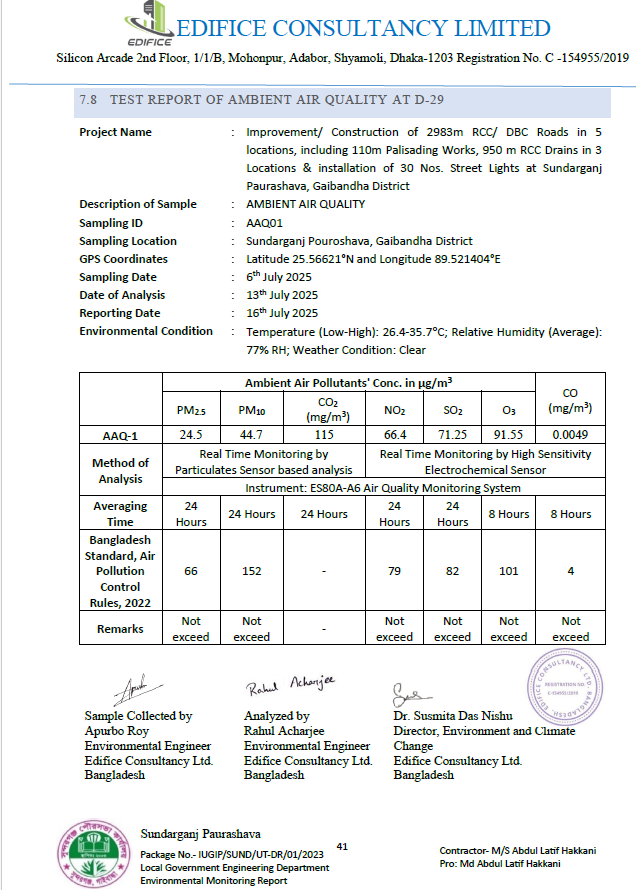 EDIFICE
EDIFICE CONSULTANCY LIMITED
Silicon Arcade 2nd Floor, 1/1/B, Mohonpur, Adabor, Shyamoli, Dhaka-1203 Registration No. C -154955/2019
7.8 TEST REPORT OF AMBIENT AIR QUALITY AT D-29
Project Name : Improvement/ Construction of 2983m RCC/ DBC Roads in 5
locations, including 110m Palisading Works, 950 m RCC Drains in 3
Locations & installation of 30 Nos. Street Lights at Sundarganj
Paurashava, Gaibandha District
Description of Sample : AMBIENT AIR QUALITY
Sampling ID : AAQ01
Sampling Location : Sundarganj Pouroshava, Gaibandha District
GPS Coordinates : Latitude 25.56621°N and Longitude 89.521404°E
Sampling Date : 6th July 2025
Date of Analysis : 13th July 2025
Reporting Date : 16th July 2025
Environmental Condition : Temperature (Low-High): 26.4-35.7°C; Relative Humidity (Average):
77% RH; Weather Condition: Clear
Ambient Air Pollutants' Conc. in µg/m³
PM2.5 PM10 CO2 (mg/m³) NO2 SO2 O3 CO (mg/m³)
AAQ-1 24.5 44.7 115 66.4 71.25 91.55 0.0049
Method of Analysis
Real Time Monitoring by Particulates Sensor based analysis
Real Time Monitoring by High Sensitivity Electrochemical Sensor
Instrument: ES80A-A6 Air Quality Monitoring System
Averaging Time 24 Hours 24 Hours 24 Hours 24 Hours 24 Hours 8 Hours 8 Hours
Bangladesh Standard, Air Pollution Control Rules, 2022 66 152 - 79 82 101 4
Remarks Not exceed Not exceed - Not exceed Not exceed Not exceed Not exceed
Rahul Acharjee
EDIFICE CONSULTANCY LTD. BANGLADESH
REGISTRATION NO.
C-154955/2019
Sample Collected by
Apurbo Roy
Environmental Engineer
Edifice Consultancy Ltd.
Bangladesh
Analyzed by
Rahul Acharjee
Environmental Engineer
Edifice Consultancy Ltd.
Bangladesh
Dr. Susmita Das Nishu
Director, Environment and Climate
Change
Edifice Consultancy Ltd.
Bangladesh
Sundarganj Paurashava
Package No.- IUGIP/SUND/UT-DR/01/2023
Local Government Engineering Department
Environmental Monitoring Report
41
Contractor- M/S Abdul Latif Hakkani
Pro: Md Abdul Latif Hakkani